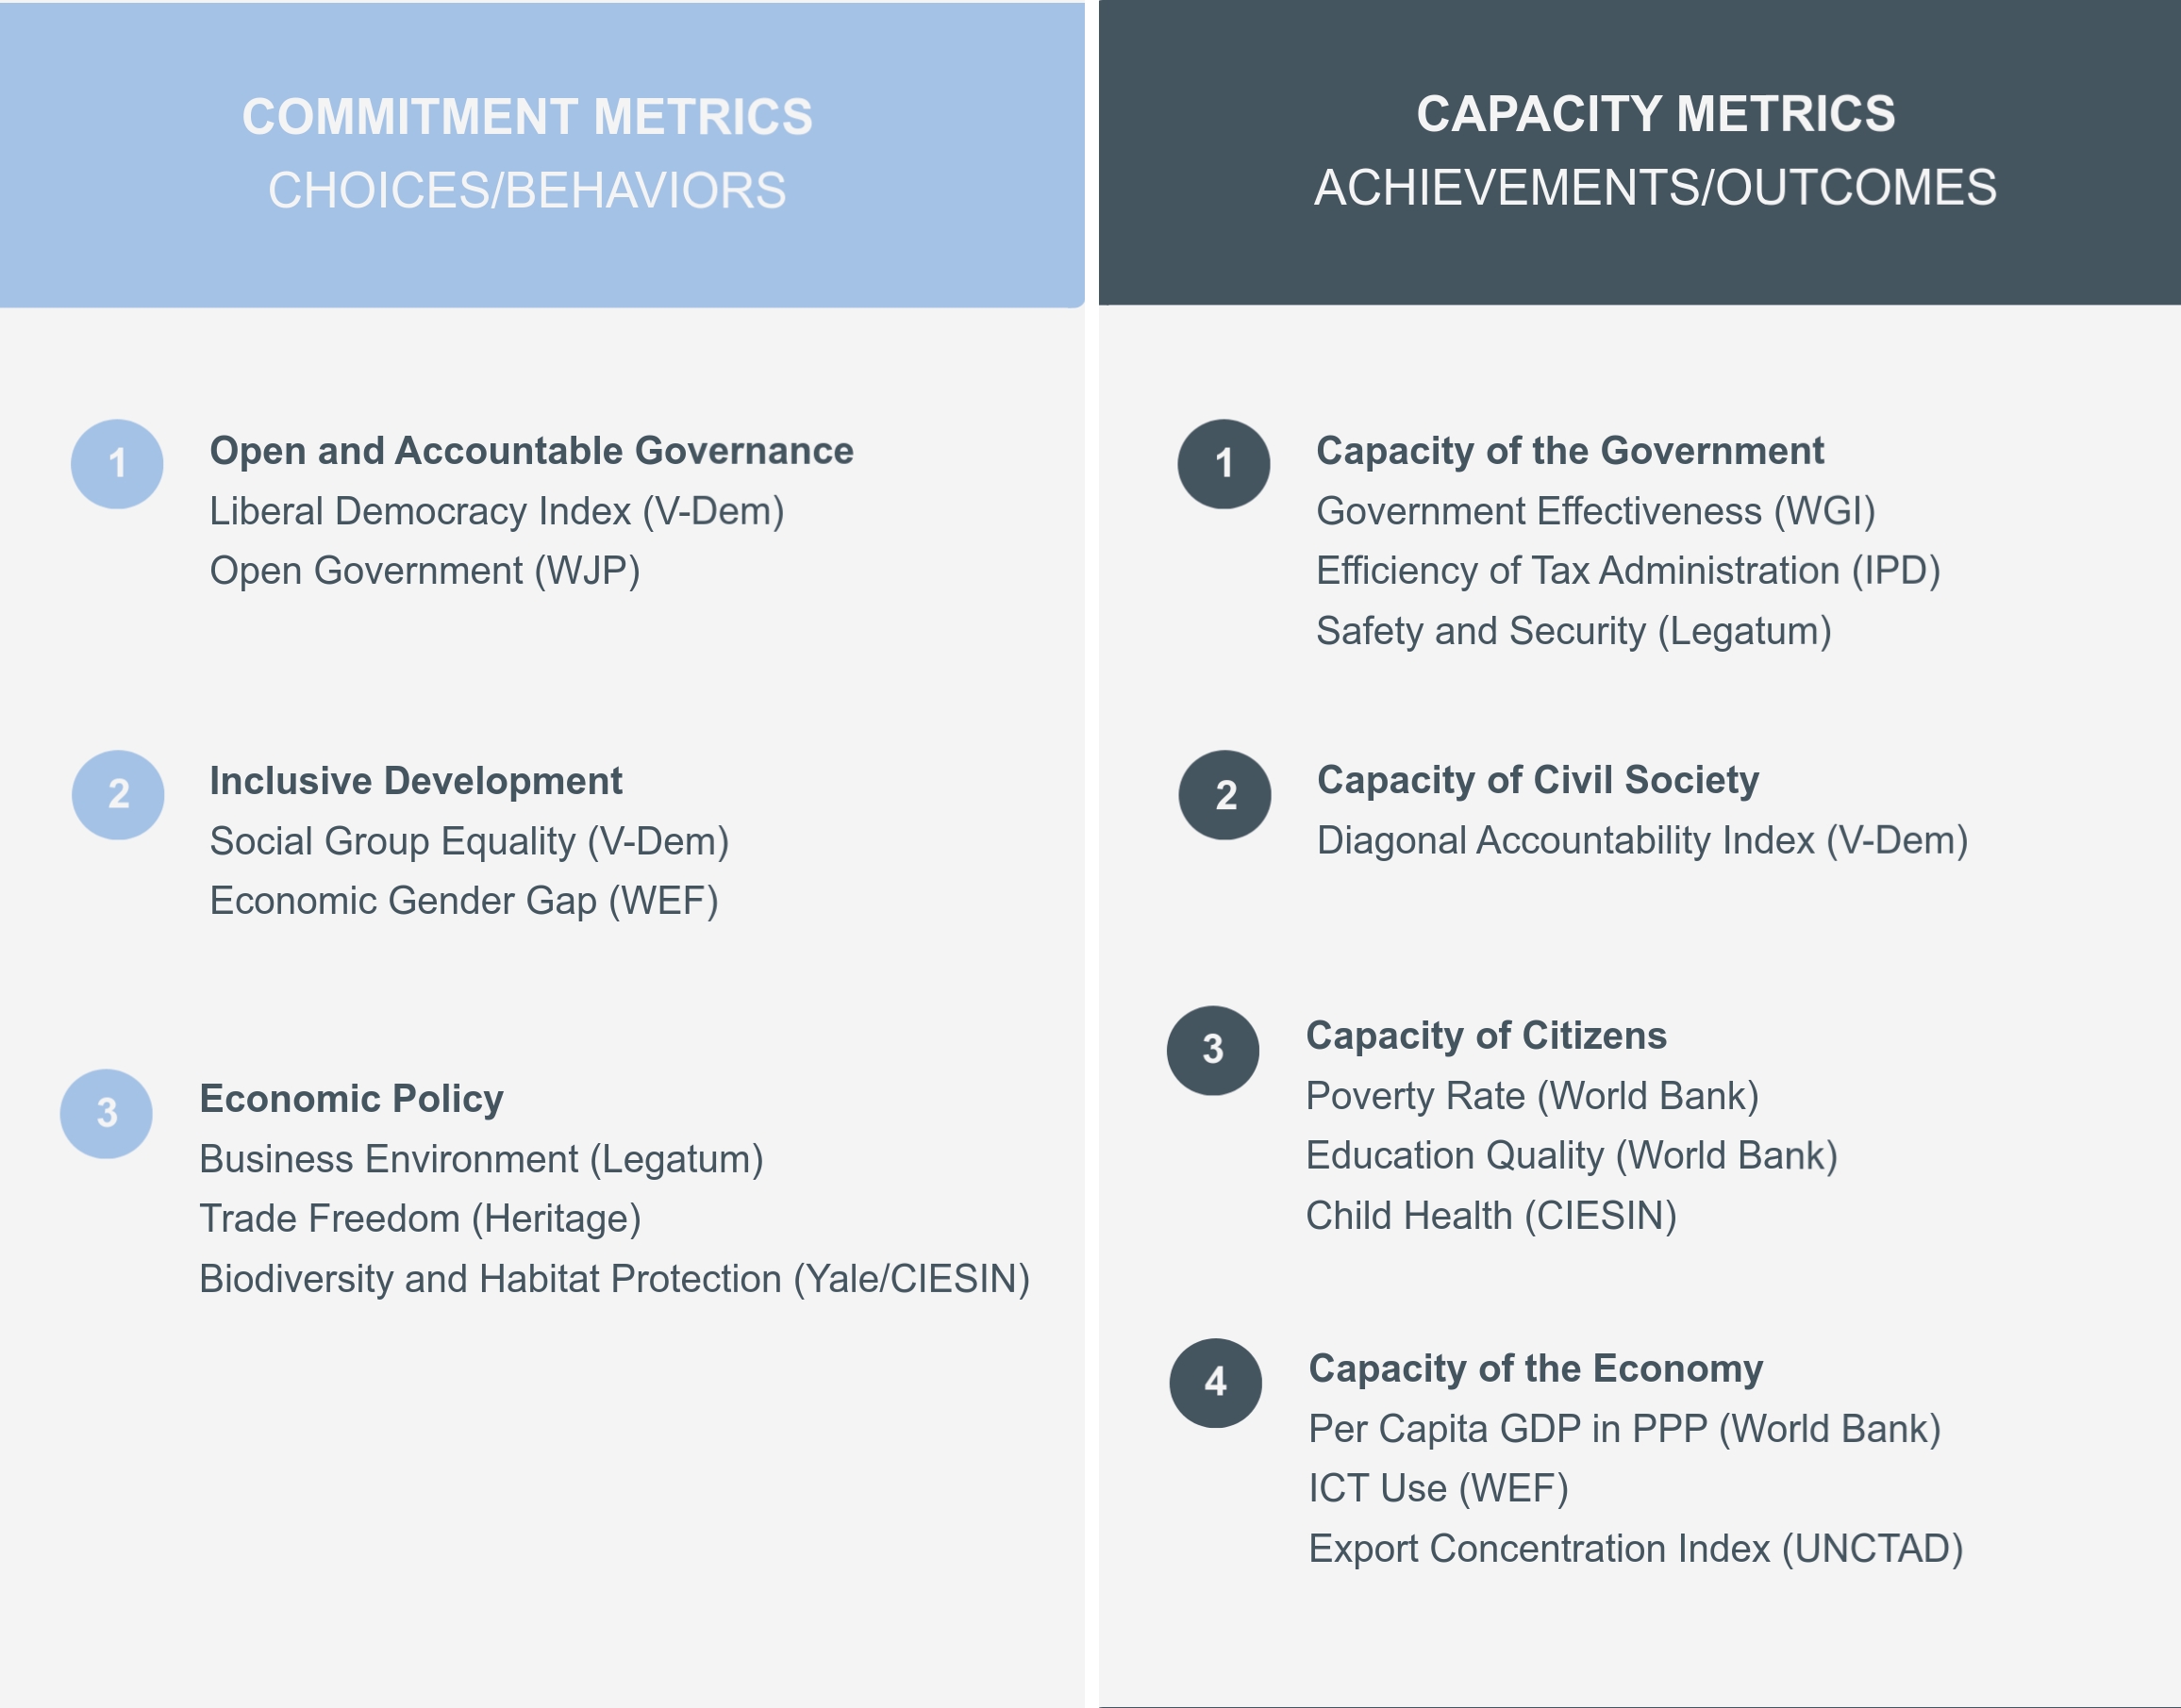 COMMITMENT METRICS
CHOICES/BEHAVIORS
1
Open and Accountable Governance
Liberal Democracy Index (V-Dem)
Open Government (WJP)
2
Inclusive Development
Social Group Equality (V-Dem)
Economic Gender Gap (WEF)
3
Economic Policy
Business Environment (Legatum)
Trade Freedom (Heritage)
Biodiversity and Habitat Protection (Yale/CIESIN)
CAPACITY METRICS
ACHIEVEMENTS/OUTCOMES
1
Capacity of the Government
Government Effectiveness (WGI)
Efficiency of Tax Administration (IPD)
Safety and Security (Legatum)
2
Capacity of Civil Society
Diagonal Accountability Index (V-Dem)
3
Capacity of Citizens
Poverty Rate (World Bank)
Education Quality (World Bank)
Child Health (CIESIN)
4
Capacity of the Economy
Per Capita GDP in PPP (World Bank)
ICT Use (WEF)
Export Concentration Index (UNCTAD)